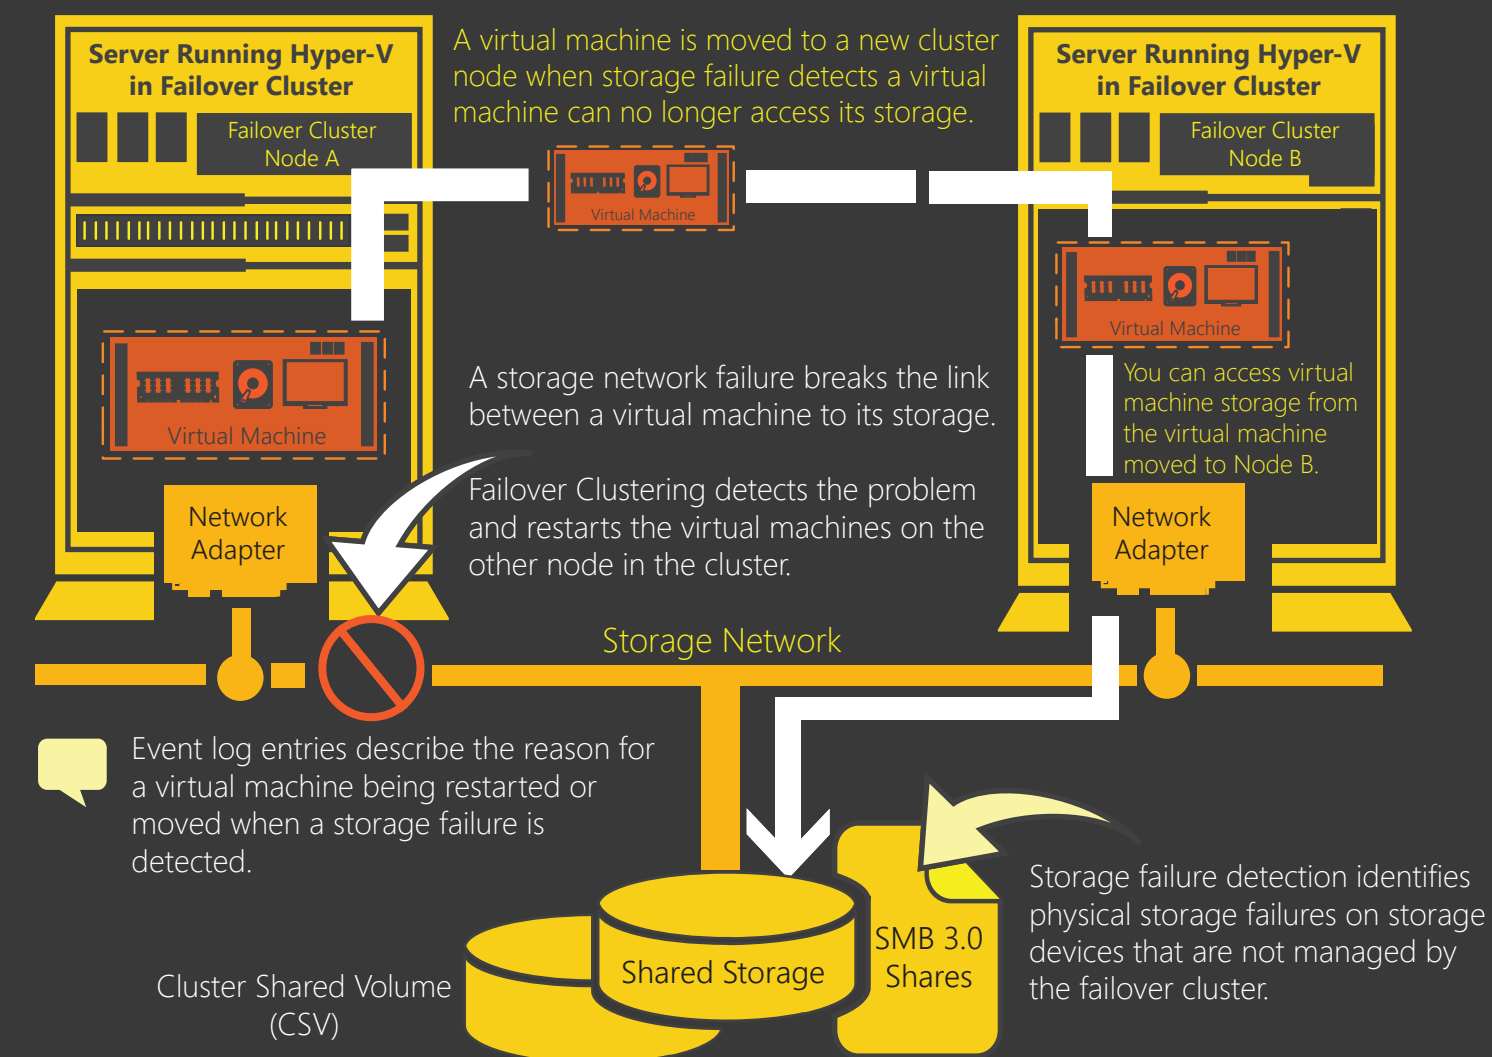 Server Running Hyper-V
in Failover Cluster
Failover Cluster
Node A
A virtual machine is moved to a new cluster
node when storage failure detects a virtual
machine can no longer access its storage.
Virtual Machine
Server Running Hyper-V
in Failover Cluster
Failover Cluster
Node B
Virtual Machine
Virtual Machine
You can access virtual
machine storage from
the virtual machine
moved to Node B.
A storage network failure breaks the link
between a virtual machine to its storage.
Failover Clustering detects the problem
and restarts the virtual machines on the
other node in the cluster.
Network
Adapter
Network
Adapter
Storage Network
Event log entries describe the reason for
a virtual machine being restarted or
moved when a storage failure is
detected.
Storage failure detection identifies
physical storage failures on storage
devices that are not managed by
the failover cluster.
SMB 3.0
Shares
Shared Storage
Cluster Shared Volume
(CSV)